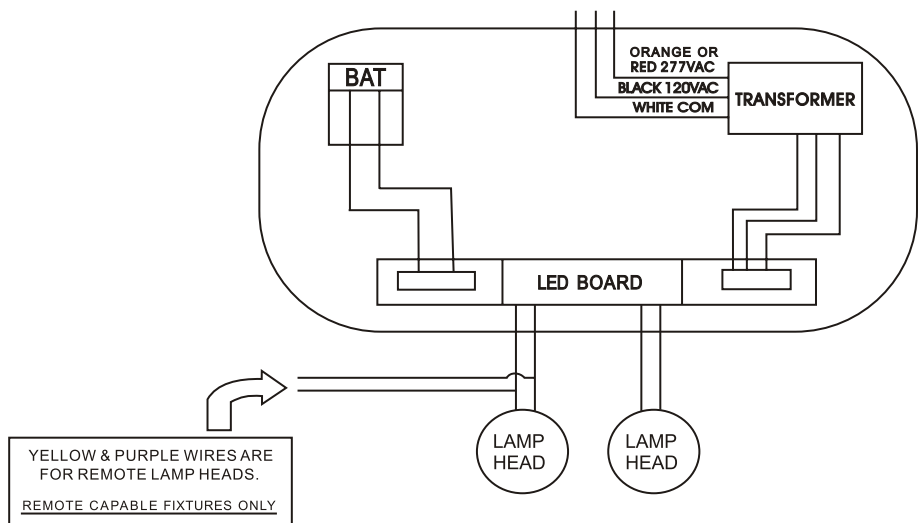 ORANGE OR
RED 277VAC
BAT
BLACK 120VAC
TRANSFORMER
WHITE COM
LED BOARD
LAMP
HEAD
LAMP
HEAD
YELLOW & PURPLE WIRES ARE
FOR REMOTE LAMP HEADS.
REMOTE CAPABLE FIXTURES ONLY